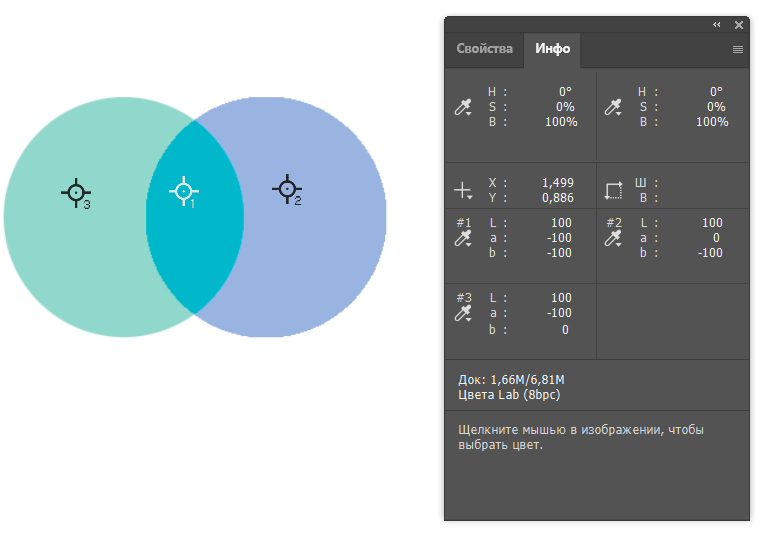 Свойства Инфо
H : 0° H : 0°
S : 0% S : 0%
B : 100% B : 100%
X : 1,499 Ш :
Y : 0,886 В :
#1 L : 100 #2 L : 100
a : -100 a : 0
b : -100 b : -100
#3 L : 100
a : -100
b : 0
Док: 1,66M/6,81M
Цвета Lab (8bpc)
Щелкните мышью в изображении, чтобы
выбрать цвет.
3 1 2